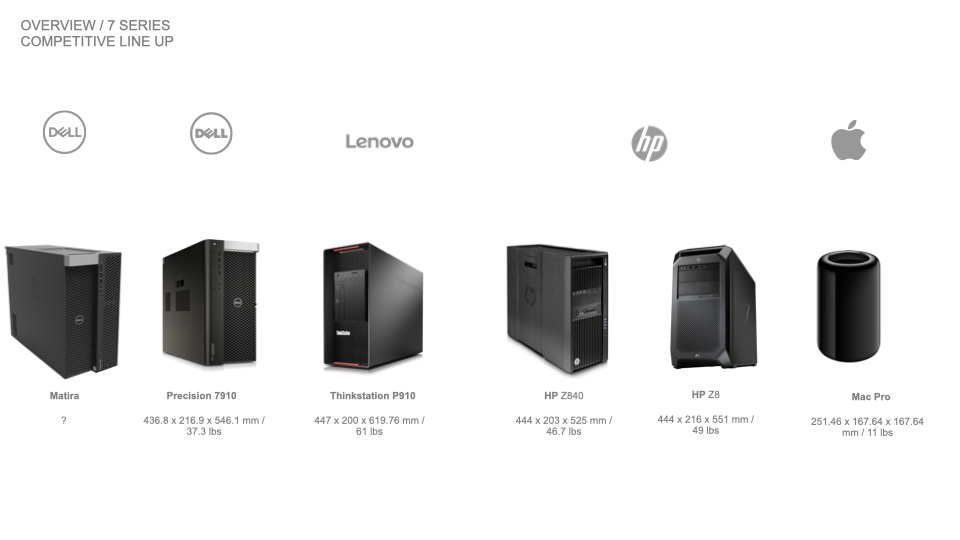 OVERVIEW / 7 SERIES
COMPETITIVE LINE UP
DELL
DELL
Lenovo
hp
Matira
?
Precision 7910
436.8 x 216.9 x 546.1 mm /
37.3 lbs
Thinkstation P910
447 x 200 x 619.76 mm /
61 lbs
HP Z840
444 x 203 x 525 mm /
46.7 lbs
HP Z8
444 x 216 x 551 mm /
49 lbs
Mac Pro
251.46 x 167.64 x 167.64
mm / 11 lbs